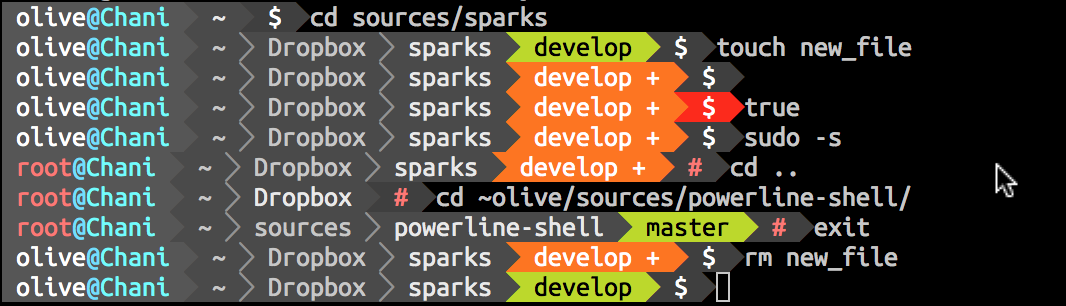 olive@Chani ~ $ cd sources/sparks
olive@Chani ~ Dropbox sparks develop $ touch new_file
olive@Chani ~ Dropbox sparks develop + $
olive@Chani ~ Dropbox sparks develop + $ true
olive@Chani ~ Dropbox sparks develop + $ sudo -s
root@Chani ~ Dropbox sparks develop + # cd ..
root@Chani ~ Dropbox # cd ~olive/sources/powerline-shell/
root@Chani ~ sources powerline-shell master # exit
olive@Chani ~ Dropbox sparks develop + $ rm new_file
olive@Chani ~ Dropbox sparks develop $